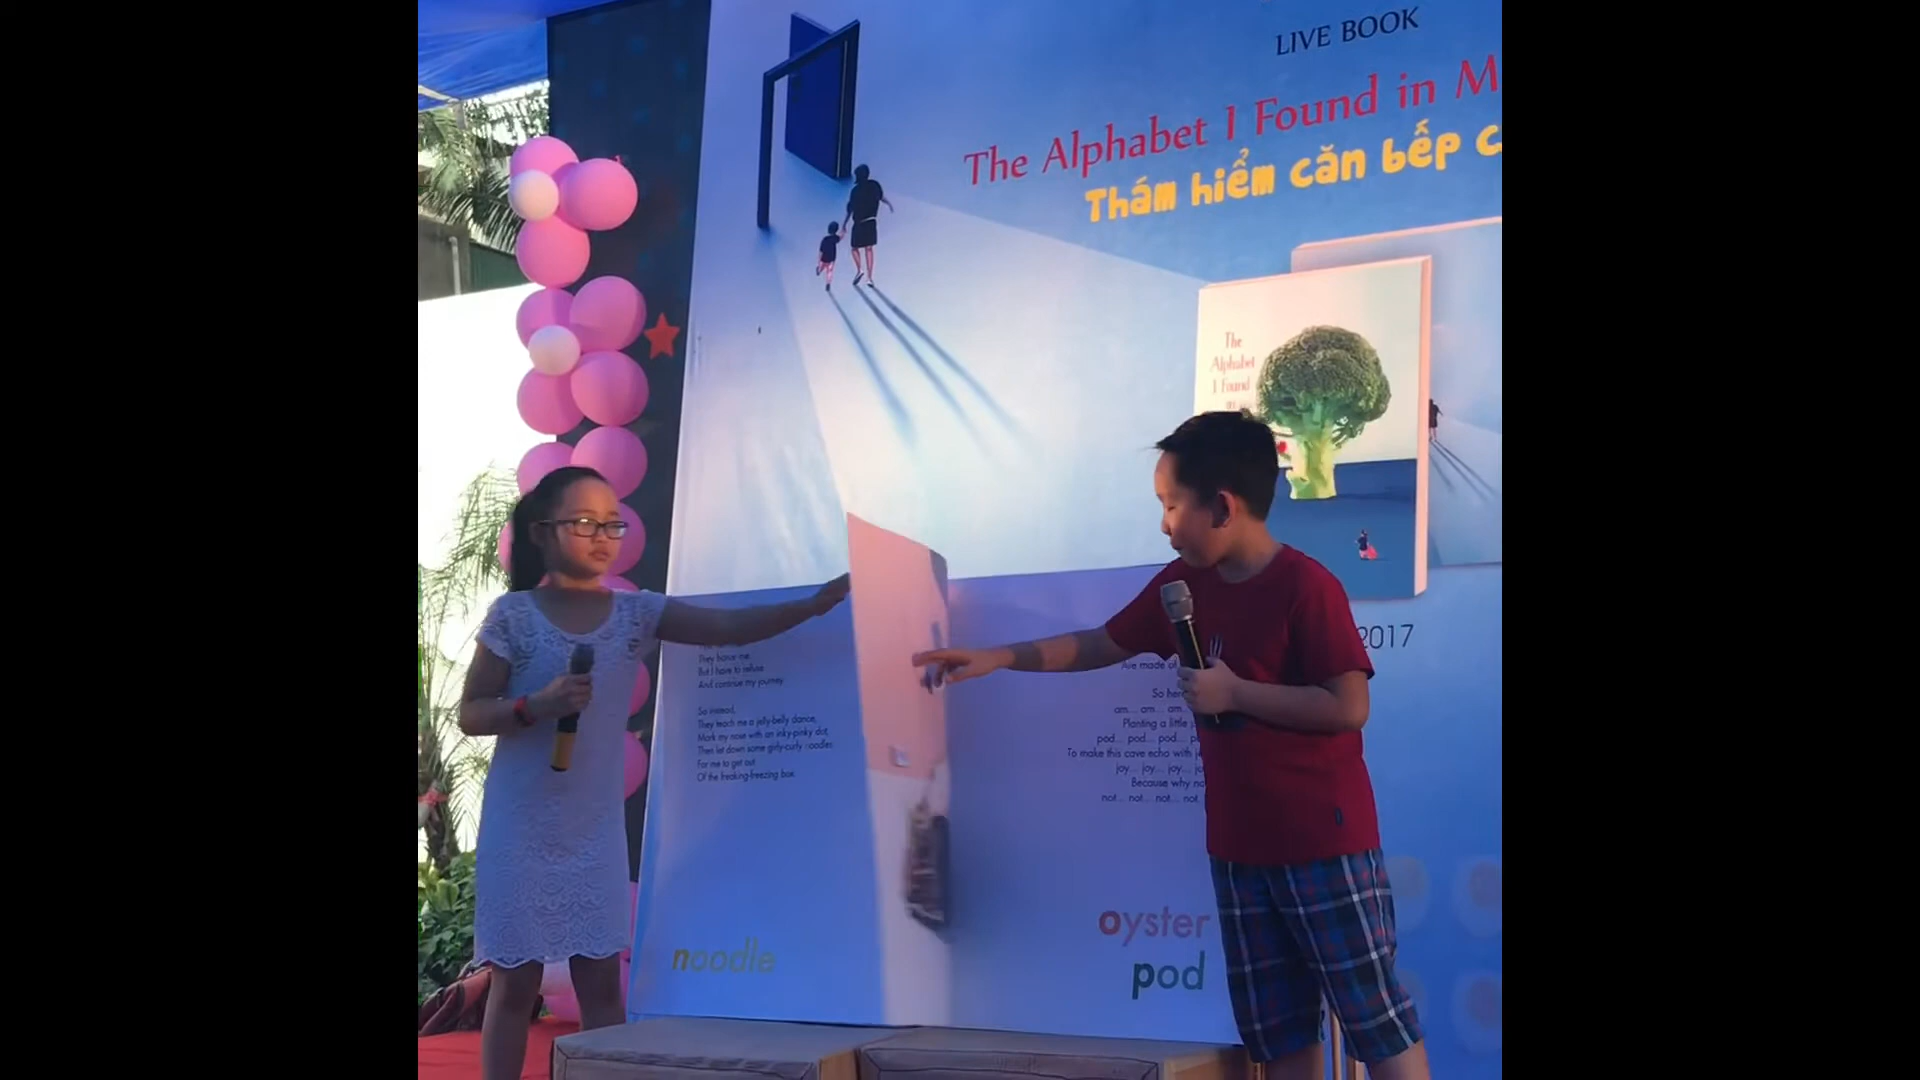 LIVE BOOK
The Alphabet I Found in M
Thám hiểm căn bếp c
The
Alphabet
I Found
2017
They honor me
But I have to refuse
And continue my journey.
So instead,
They teach me a jelly-belly dance,
Mark my nose with an inky-pinky dot,
Then let down some girly-curly noodles
For me to get out
Of the freaking-freezing box.
noodle
Are made of
So here
am... am... am...
Planting a little
pod... pod... pod...
To make this cave echo with
joy... joy... joy...
Because why
not... not... not... not
oyster
pod